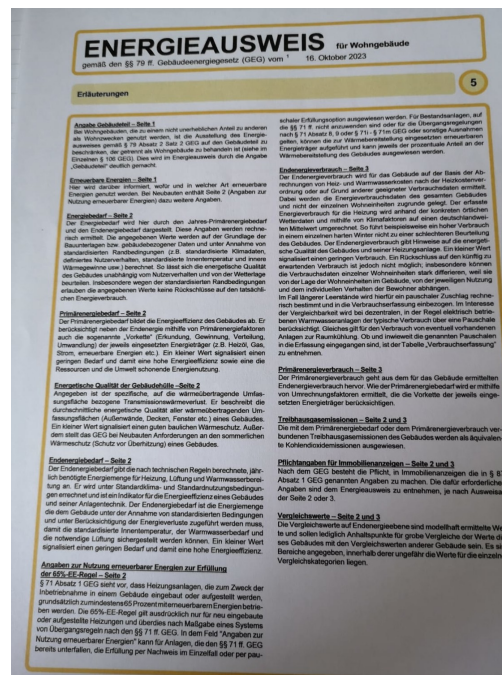 ENERGIEAUSWEIS für Wohngebäude
gemäß den §§ 79 ff. Gebäudeenergiegesetz (GEG) vom ¹ 16. Oktober 2023
Erläuterungen
5
Angabe Gebäudeteil – Seite 1
Bei Wohngebäuden, die zu einem nicht unerheblichen Anteil zu anderen
als Wohnzwecken genutzt werden, ist die Ausstellung des Energie-
ausweises gemäß § 79 Absatz 2 Satz 2 GEG auf den Gebäudeteil zu
beschränken, der getrennt als Wohngebäude zu behandeln ist (siehe im
Einzelnen § 106 GEG). Dies wird im Energieausweis durch die Angabe
„Gebäudeteil" deutlich gemacht.
Erneuerbare Energien – Seite 1
Hier wird darüber informiert, wofür und in welcher Art erneuerbare
Energien genutzt werden. Bei Neubauten enthält Seite 2 (Angaben zur
Nutzung erneuerbarer Energien) dazu weitere Angaben.
Energiebedarf – Seite 2
Der Energiebedarf wird hier durch den Jahres-Primärenergiebedarf
und den Endenergiebedarf dargestellt. Diese Angaben werden rechne-
risch ermittelt. Die angegebenen Werte werden auf der Grundlage der
Bauunterlagen bzw. gebäudebezogener Daten und unter Annahme von
standardisierten Randbedingungen (z.B. standardisierte Klimadaten,
definiertes Nutzerverhalten, standardisierte Innentemperatur und innere
Wärmegewinne usw.) berechnet. So lässt sich die energetische Qualität
des Gebäudes unabhängig vom Nutzerverhalten und von der Wetterlage
beurteilen. Insbesondere wegen der standardisierten Randbedingungen
erlauben die angegebenen Werte keine Rückschlüsse auf den tatsächli-
chen Energieverbrauch.
Primärenergiebedarf – Seite 2
Der Primärenergiebedarf bildet die Energieeffizienz des Gebäudes ab. Er
berücksichtigt neben der Endenergie mithilfe von Primärenergiefaktoren
auch die sogenannte „Vorkette" (Erkundung, Gewinnung, Verteilung,
Umwandlung) der jeweils eingesetzten Energieträger (z.B. Heizöl, Gas,
Strom, erneuerbare Energien etc.). Ein kleiner Wert signalisiert einen
geringen Bedarf und damit eine hohe Energieeffizienz sowie eine die
Ressourcen und die Umwelt schonende Energienutzung.
Energetische Qualität der Gebäudehülle –Seite 2
Angegeben ist der spezifische, auf die wärmeübertragende Umfas-
sungsfläche bezogene Transmissionswärmeverlust. Er beschreibt die
durchschnittliche energetische Qualität aller wärmeübertragenden Um-
fassungsflächen (Außenwände, Decken, Fenster etc.) eines Gebäudes.
Ein kleiner Wert signalisiert einen guten baulichen Wärmeschutz. Außer-
dem stellt das GEG bei Neubauten Anforderungen an den sommerlichen
Wärmeschutz (Schutz vor Überhitzung) eines Gebäudes.
Endenergiebedarf – Seite 2
Der Endenergiebedarf gibt die nach technischen Regeln berechnete, jähr-
lich benötigte Energiemenge für Heizung, Lüftung und Warmwasserberei-
tung an. Er wird unter Standardklima- und Standardnutzungsbedingun-
gen errechnet und ist ein Indikator für die Energieeffizienz eines Gebäudes
und seiner Anlagentechnik. Der Endenergiebedarf ist die Energiemenge
die dem Gebäude unter der Annahme von standardisierten Bedingungen
und unter Berücksichtigung der Energieverluste zugeführt werden muss,
damit die standardisierte Innentemperatur, der Warmwasserbedarf und
die notwendige Lüftung sichergestellt werden können. Ein kleiner Wert
signalisiert einen geringen Bedarf und damit eine hohe Energieeffizienz.
Angaben zur Nutzung erneuerbarer Energien zur Erfüllung
der 65%-EE-Regel – Seite 2
§ 71 Absatz 1 GEG sieht vor, dass Heizungsanlagen, die zum Zweck der
Inbetriebnahme in einem Gebäude eingebaut oder aufgestellt werden,
grundsätzlich zu mindestens 65 Prozent mit erneuerbarem Energien betrie-
ben werden. Die 65%-EE-Regel gilt ausdrücklich nur für neu eingebaute
oder aufgestellte Heizungen und überdies nach Maßgabe eines Systems
von Übergangsregeln nach den §§ 71 ff. GEG. In dem Feld "Angaben zur
Nutzung erneuerbarer Energien" kann für Anlagen, die den §§ 71 ff. GEG
bereits unterfallen, die Erfüllung per Nachweis im Einzelfall oder per pau-
schaler Erfüllungsoption ausgewiesen werden. Für Bestandsanlagen, auf
die §§ 71 ff. nicht anzuwenden sind oder für die Übergangsregelungen
nach § 71 Absatz 8, 9 oder § 71i - § 71m GEG oder sonstige Ausnahmen
gelten, können die zur Wärmebereitstellung eingesetzten erneuerbaren
Energieträger aufgeführt und kann jeweils der prozentuale Anteil an der
Wärmebereitstellung des Gebäudes ausgewiesen werden.
Endenergieverbrauch – Seite 3
Der Endenergieverbrauch wird für das Gebäude auf der Basis der Ab-
rechnungen von Heiz- und Warmwasserkosten nach der Heizkostenver-
ordnung oder auf Grund anderer geeigneter Verbrauchsdaten ermittelt.
Dabei werden die Energieverbrauchsdaten des gesamten Gebäudes
und nicht der einzelnen Wohneinheiten zugrunde gelegt. Der erfasste
Energieverbrauch für die Heizung wird anhand der konkreten örtlichen
Wetterdaten und mithilfe von Klimafaktoren auf einen deutschlandwei-
ten Mittelwert umgerechnet. So führt beispielsweise ein hoher Verbrauch
in einem einzelnen harten Winter nicht zu einer schlechteren Beurteilung
des Gebäudes. Der Endenergieverbrauch gibt Hinweise auf die energeti-
sche Qualität des Gebäudes und seiner Heizungsanlage. Ein kleiner Wert
signalisiert einen geringen Verbrauch. Ein Rückschluss auf den künftig zu
erwartenden Verbrauch ist jedoch nicht möglich; insbesondere können
die Verbrauchsdaten einzelner Wohneinheiten stark differieren, weil sie
von der Lage der Wohneinheiten im Gebäude, von der jeweiligen Nutzung
und dem individuellen Verhalten der Bewohner abhängen.
Im Fall längerer Leerstände wird hierfür ein pauschaler Zuschlag rechne-
risch bestimmt und in die Verbrauchserfassung einbezogen. Im Interesse
der Vergleichbarkeit wird bei dezentralen, in der Regel elektrisch betrie-
benen Warmwasseranlagen der typische Verbrauch über eine Pauschale
berücksichtigt. Gleiches gilt für den Verbrauch von eventuell vorhandenen
Anlagen zur Raumkühlung. Ob und inwieweit die genannten Pauschalen
in die Erfassung eingegangen sind, ist der Tabelle „Verbrauchserfassung"
zu entnehmen.
Primärenergieverbrauch – Seite 3
Der Primärenergieverbrauch geht aus dem für das Gebäude ermittelten
Endenergieverbrauch hervor. Wie der Primärenergiebedarf wird er mithilfe
von Umrechnungsfaktoren ermittelt, die die Vorkette der jeweils einge-
setzten Energieträger berücksichtigen.
Treibhausgasemissionen – Seite 2 und 3
Die mit dem Primärenergiebedarf oder dem Primärenergieverbrauch ver-
bundenen Treibhausgasemissionen des Gebäudes werden als äquivalen-
te Kohlendioxidemissionen ausgewiesen.
Pflichtangaben für Immobilienanzeigen – Seite 2 und 3
Nach dem GEG besteht die Pflicht, in Immobilienanzeigen die in § 87
Absatz 1 GEG genannten Angaben zu machen. Die dafür erforderlichen
Angaben sind dem Energieausweis zu entnehmen, je nach Ausweisart
der Seite 2 oder 3.
Vergleichswerte – Seite 2 und 3
Die Vergleichswerte auf Endenergieebene sind modellhaft ermittelte We
te und sollen lediglich Anhaltspunkte für grobe Vergleiche der Werte di
ses Gebäudes mit den Vergleichswerten anderer Gebäude sein. Es si
Bereiche angegeben, innerhalb derer ungefähr die Werte für die einzeln
Vergleichskategorien liegen.